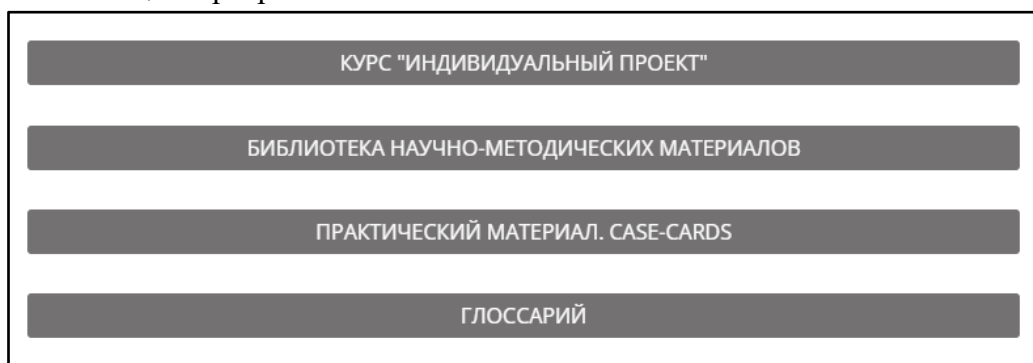 КУРС "ИНДИВИДУАЛЬНЫЙ ПРОЕКТ"
БИБЛИОТЕКА НАУЧНО-МЕТОДИЧЕСКИХ МАТЕРИАЛОВ
ПРАКТИЧЕСКИЙ МАТЕРИАЛ. CASE-CARDS
ГЛОССАРИЙ